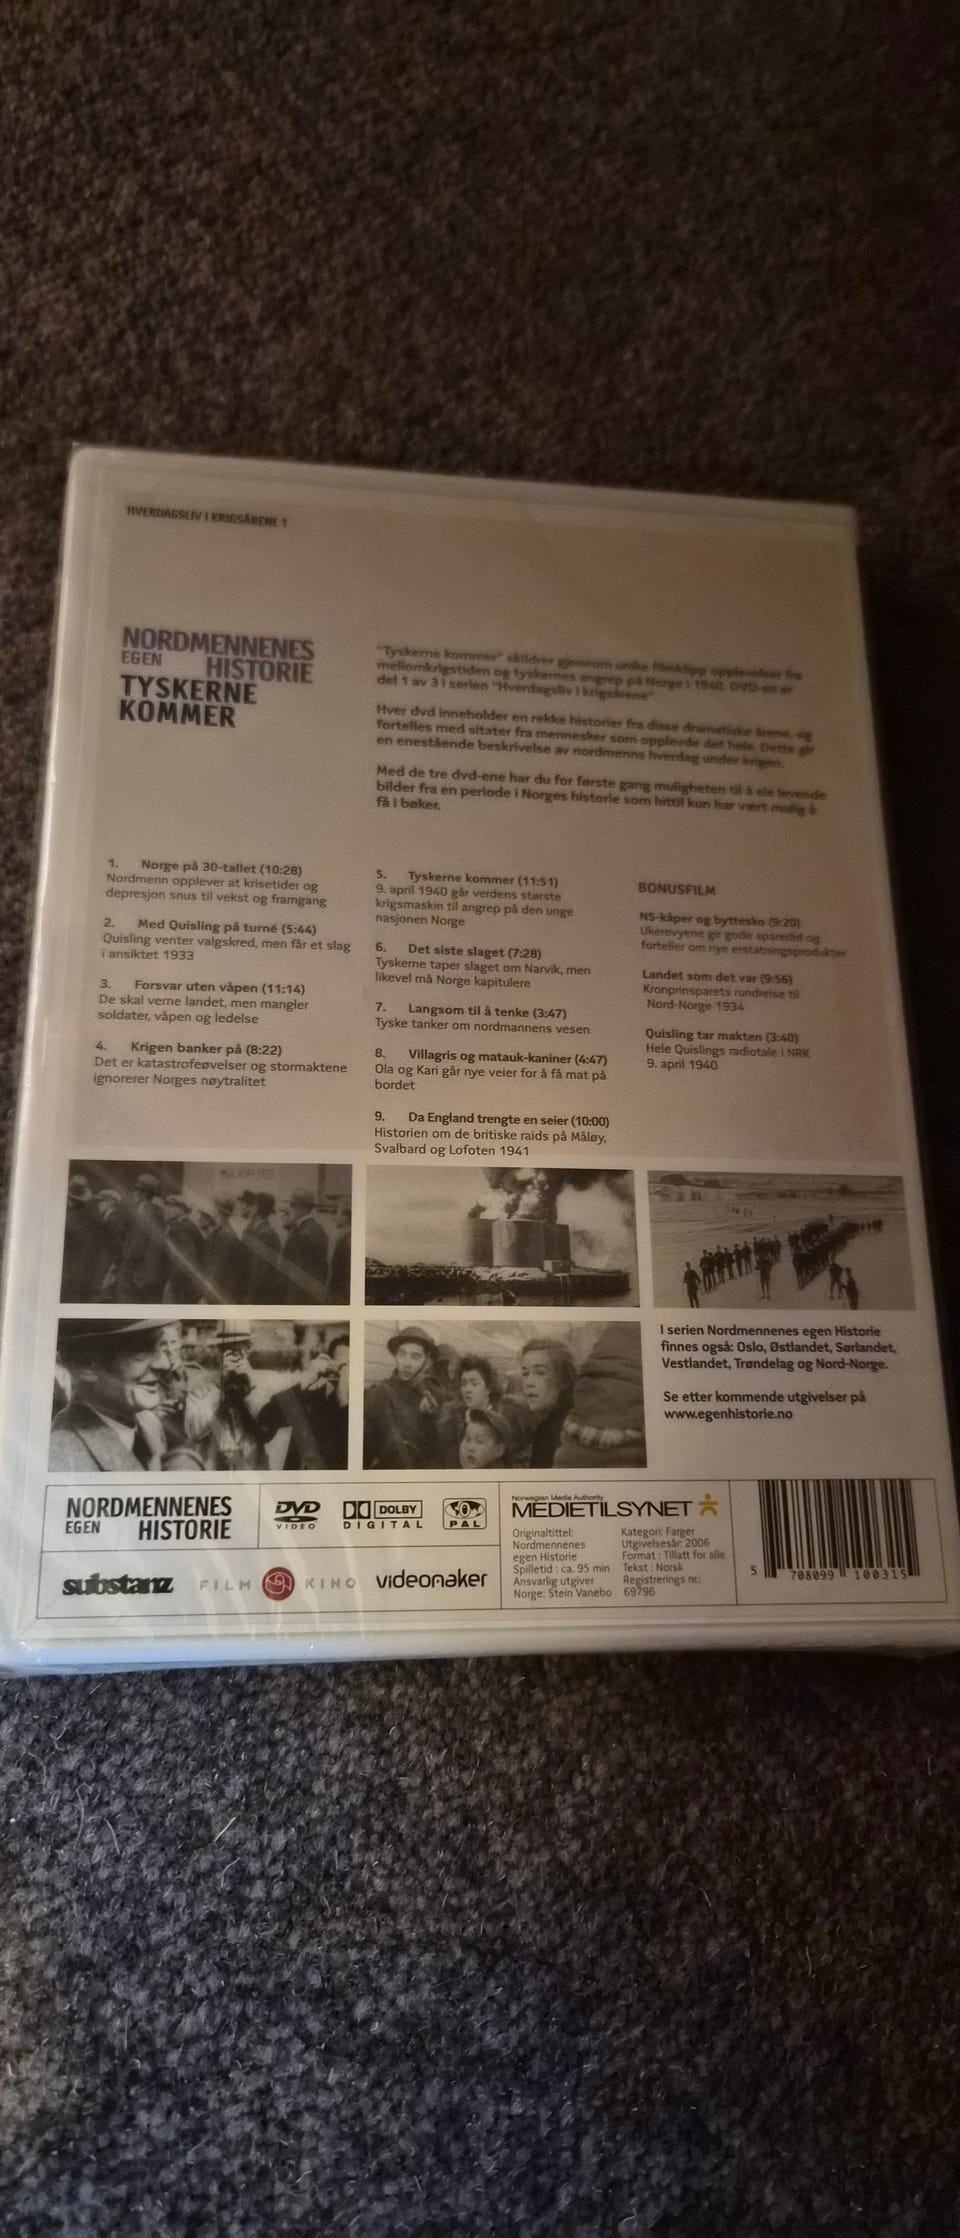 HVERDAGSLIV I KRIGSÅRENE 1
NORDMENNENES
EGEN HISTORIE
TYSKERNE
KOMMER
"Tyskerne kommer" skildrer gjennom unike filmklipp opplevelser fra
mellomkrigstiden og tyskernes angrep på Norge i 1940. DVD-en er
del 1 av 3 i serien "Hverdagsliv i krigsårene".
Hver dvd inneholder en rekke historier fra disse dramatiske årene, og
fortelles med sitater fra mennesker som opplevde det hele. Dette gir
en enestående beskrivelse av nordmenns hverdag under krigen.
Med de tre dvd-ene har du for første gang muligheten til å eie levende
bilder fra en periode i Norges historie som hittil kun har vært mulig å
få i bøker.
1. Norge på 30-tallet (10:28)
Nordmenn opplever at krisetider og
depresjon snus til vekst og framgang
2. Med Quisling på turné (5:44)
Quisling venter valgskred, men får et slag
i ansiktet 1933
3. Forsvar uten våpen (11:14)
De skal verne landet, men mangler
soldater, våpen og ledelse
4. Krigen banker på (8:22)
Det er katastrofeøvelser og stormaktene
ignorerer Norges nøytralitet
5. Tyskerne kommer (11:51)
9. april 1940 går verdens største
krigsmaskin til angrep på den unge
nasjonen Norge
6. Det siste slaget (7:28)
Tyskerne taper slaget om Narvik, men
likevel må Norge kapitulere
7. Langsom til å tenke (3:47)
Tyske tanker om nordmannens vesen
8. Villagris og matauk-kaniner (4:47)
Ola og Kari går nye veier for å få mat på
bordet
9. Da England trengte en seier (10:00)
Historien om de britiske raids på Måløy,
Svalbard og Lofoten 1941
BONUSFILM
NS-kåper og byttesko (9:20)
Ukerevyene gir gode spareråd og
forteller om nye erstatningsprodukter
Landet som det var (9:56)
Kronprinsparets rundreise til
Nord-Norge 1934
Quisling tar makten (3:40)
Hele Quislings radiotale i NRK
9. april 1940
I serien Nordmennenes egen Historie
finnes også: Oslo, Østlandet, Sørlandet,
Vestlandet, Trøndelag og Nord-Norge.
Se etter kommende utgivelser på
www.egenhistorie.no
NORDMENNENES
EGEN HISTORIE
DVD
VIDEO
DOLBY
DIGITAL
PAL
substanz
FILM KINO
videomaker
Norwegian Media Authority
MEDIETILSYNET
Originaltittel:
Nordmennenes
egen Historie
Spilletid : ca. 95 min
Ansvarlig utgiver
Norge: Stein Vanebo
Kategori: Farger
Utgivelsesår: 2006
Format : Tillatt for alle
Tekst : Norsk
Registrerings nr.:
69796
5 708099 100315